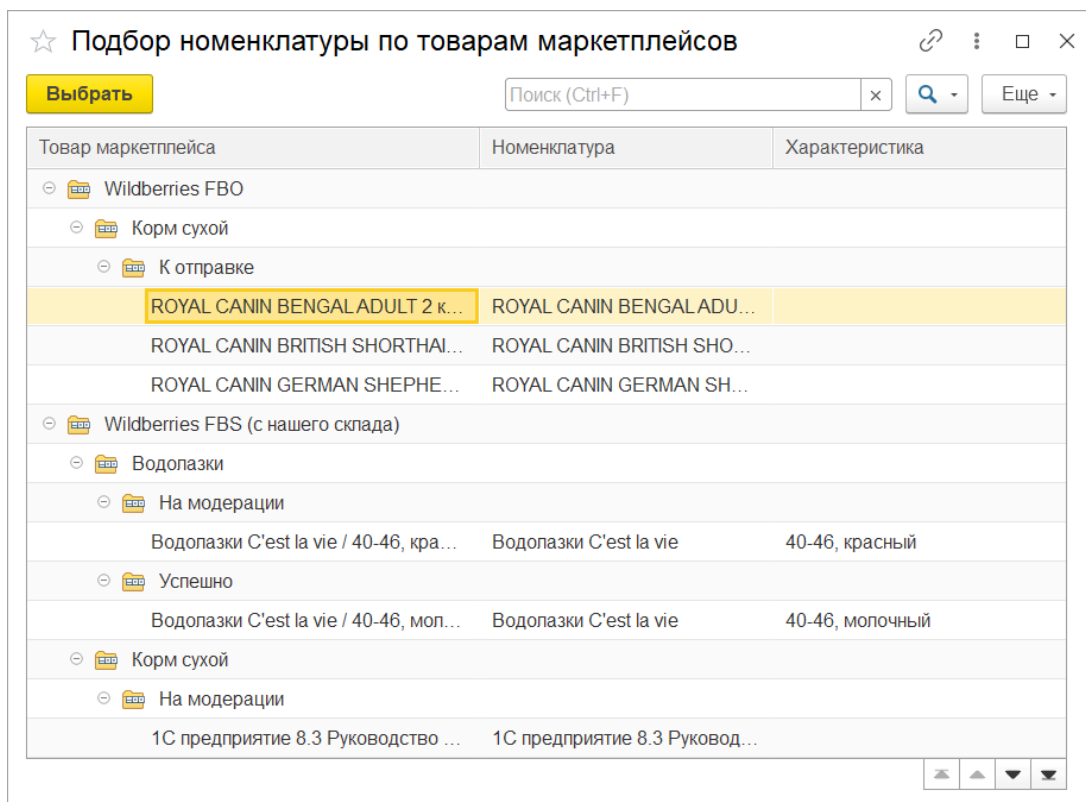 Подбор номенклатуры по товарам маркетплейсов
Выбрать Поиск (Ctrl+F) × Еще
Товар маркетплейса Номенклатура Характеристика
Wildberries FBO
Корм сухой
К отправке
ROYAL CANIN BENGAL ADULT 2 к... ROYAL CANIN BENGAL ADU...
ROYAL CANIN BRITISH SHORTHAI... ROYAL CANIN BRITISH SHO...
ROYAL CANIN GERMAN SHEPHE... ROYAL CANIN GERMAN SH...
Wildberries FBS (с нашего склада)
Водолазки
На модерации
Водолазки C'est la vie / 40-46, кра... Водолазки C'est la vie 40-46, красный
Успешно
Водолазки C'est la vie / 40-46, мол... Водолазки C'est la vie 40-46, молочный
Корм сухой
На модерации
1С предприятие 8.3 Руководство ... 1С предприятие 8.3 Руковод...